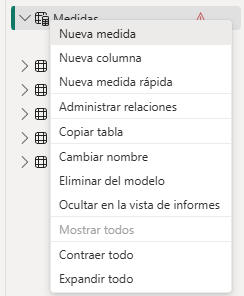 Medidas
Nueva medida
Nueva columna
Nueva medida rápida
Administrar relaciones
Copiar tabla
Cambiar nombre
Eliminar del modelo
Ocultar en la vista de informes
Mostrar todos
Contraer todo
Expandir todo